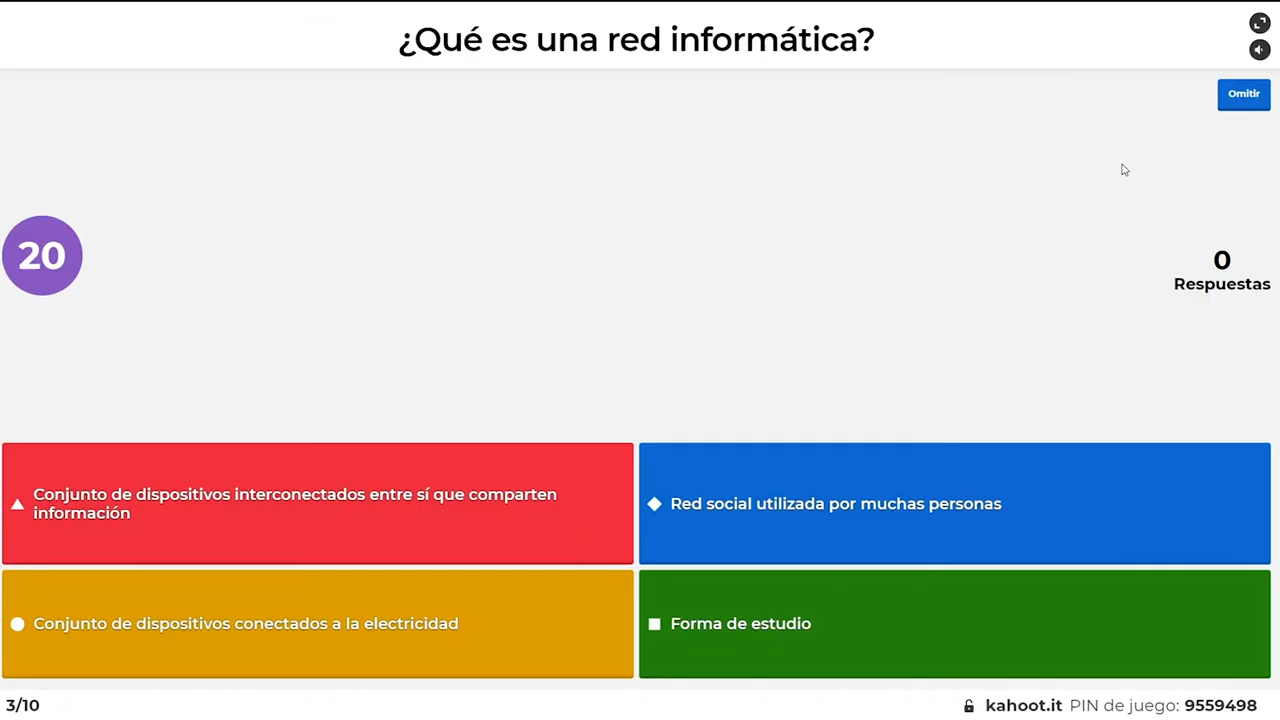 ¿Qué es una red informática?
Omitir
20
0
Respuestas
Conjunto de dispositivos interconectados entre sí que comparten
información
Red social utilizada por muchas personas
Conjunto de dispositivos conectados a la electricidad
Forma de estudio
3/10
kahoot.it PIN de juego: 9559498